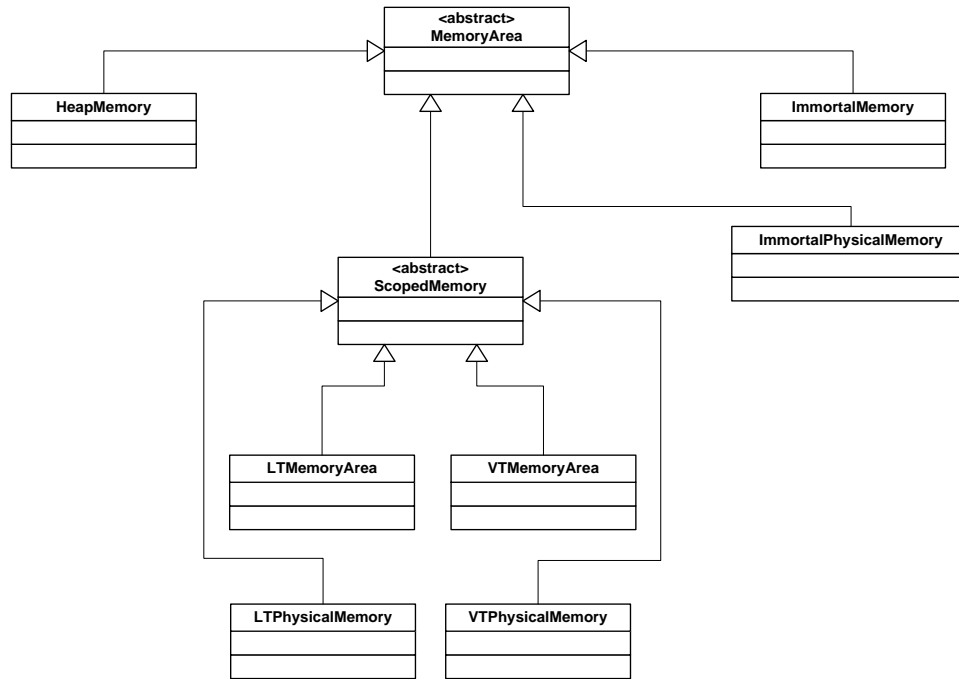 <abstract>
MemoryArea
HeapMemory
ImmortalMemory
ImmortalPhysicalMemory
<abstract>
ScopedMemory
LTMemoryArea
VTMemoryArea
LTPhysicalMemory
VTPhysicalMemory